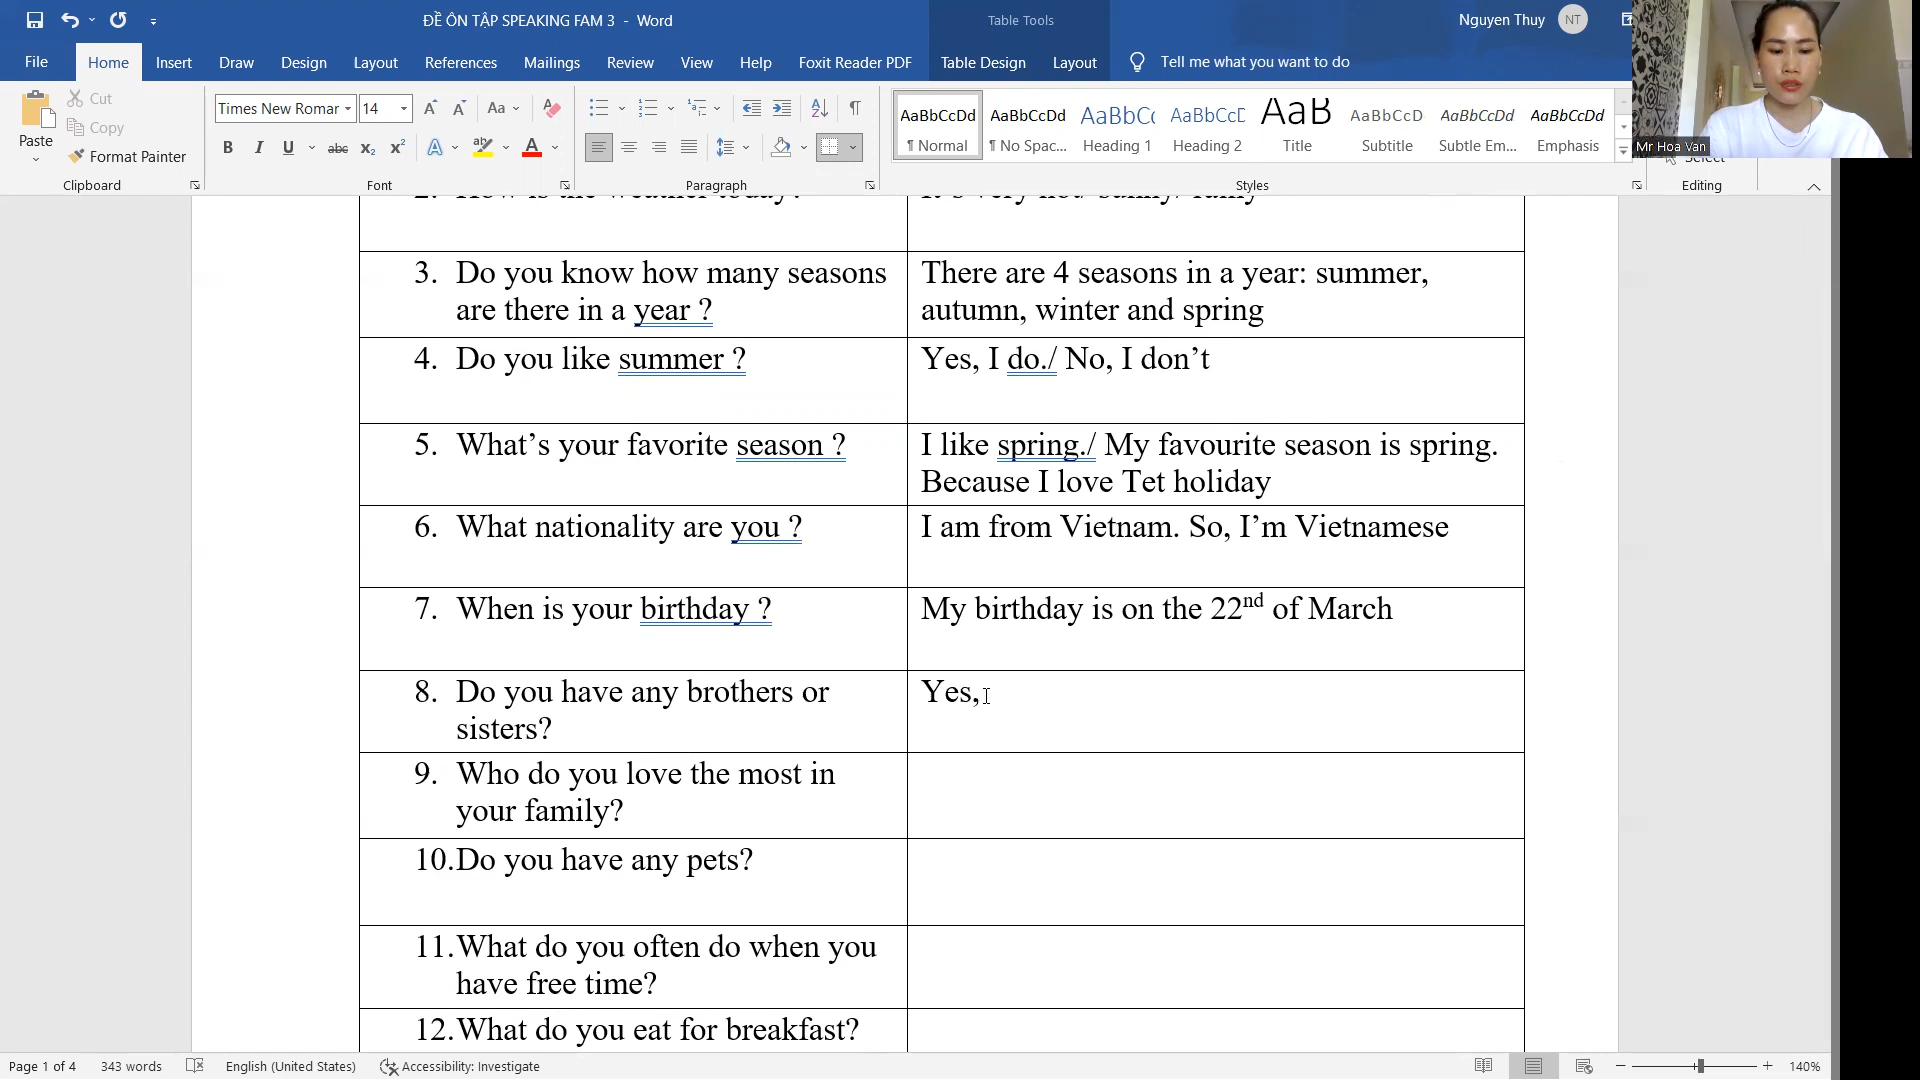 ĐỀ ÔN TẬP SPEAKING FAM 3 - Word
Table Tools
Nguyen Thuy
NT
File
Home
Insert
Draw
Design
Layout
References
Mailings
Review
View
Help
Foxit Reader PDF
Table Design
Layout
Tell me what you want to do
Paste
Cut
Copy
Format Painter
Clipboard
Times New Romar
14
Font
Paragraph
AaBbCcDd
¶ Normal
AaBbCcDd
¶ No Spac...
AaBbCc
Heading 1
AaBbCcD
Heading 2
AaB
Title
AaBbCcD
Subtitle
AaBbCcDd
Subtle Em...
AaBbCcDd
Emphasis
Styles
Mr Hoa Van
Select
Editing
2. How is the weather today?
3. Do you know how many seasons
are there in a year ?
There are 4 seasons in a year: summer,
autumn, winter and spring
4. Do you like summer ?
Yes, I do./ No, I don’t
5. What’s your favorite season ?
I like spring./ My favourite season is spring.
Because I love Tet holiday
6. What nationality are you ?
I am from Vietnam. So, I’m Vietnamese
7. When is your birthday ?
My birthday is on the 22nd of March
8. Do you have any brothers or
sisters?
Yes,
9. Who do you love the most in
your family?
10.Do you have any pets?
11.What do you often do when you
have free time?
12.What do you eat for breakfast?
Page 1 of 4
343 words
English (United States)
Accessibility: Investigate
140%